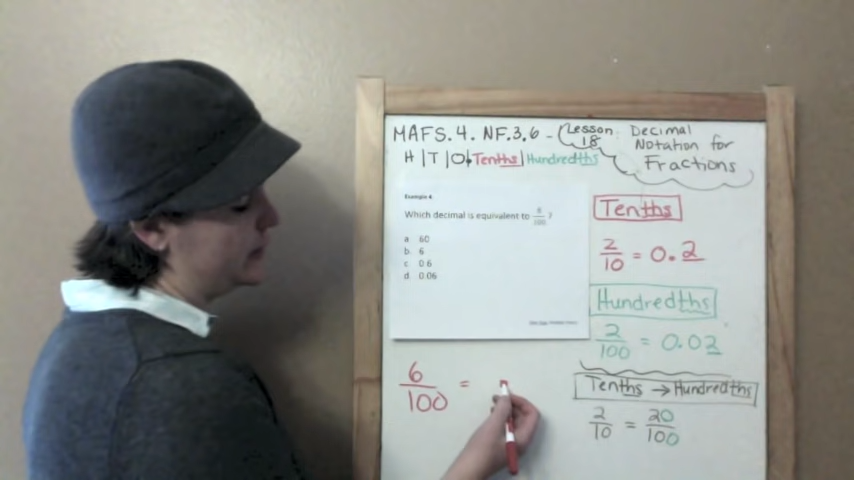 MAFS.4.NF.3.6 - Lesson 18: Decimal Notation for Fractions
H | T | O . Tenths | Hundredths
Example 4
Which decimal is equivalent to 6/100 ?
a 60
b. 6
c 0.6
d. 0.06
Tenths
2/10 = 0.2
Hundredths
2/100 = 0.02
Tenths → Hundredths
2/10 = 20/100
6/100 =